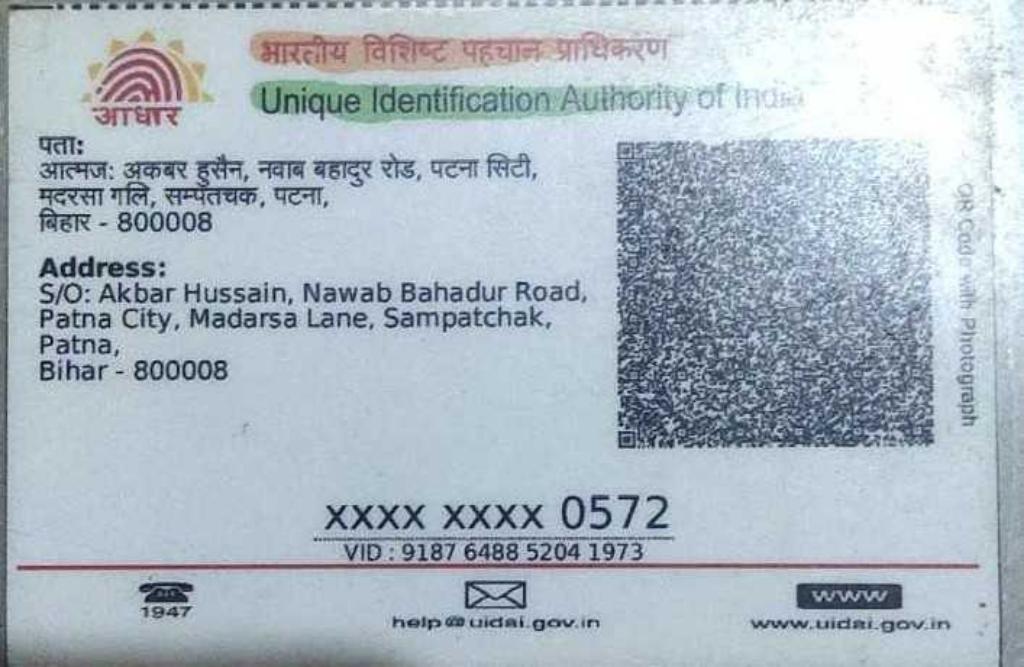 भारतीय विशिष्ट पहचान प्राधिकरण
Unique Identification Authority of India
आधार
पता:
आत्मज: अकबर हुसैन, नवाब बहादुर रोड, पटना सिटी,
मदरसा गलि, सम्पतचक, पटना,
बिहार - 800008
Address:
S/O: Akbar Hussain, Nawab Bahadur Road,
Patna City, Madarsa Lane, Sampatchak,
Patna,
Bihar - 800008
QR Code with Photograph
XXXX XXXX 0572
VID : 9187 6488 5204 1973
1947
help@uidai.gov.in
www
www.uidai.gov.in